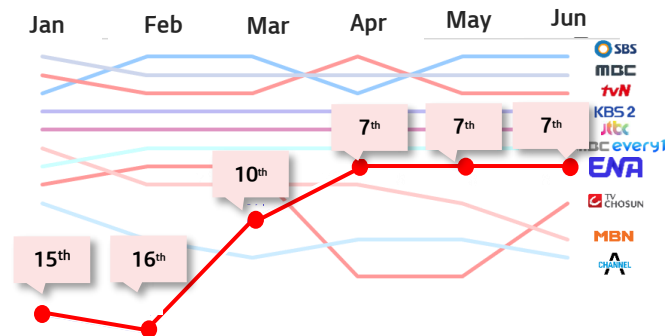 Jan Feb Mar Apr May Jun
SBS
MBC
tvN
KBS 2
jtbc
7th 7th 7th
BC every1
ENA
10th
TV
CHOSUN
MBN
15th 16th
CHANNEL A